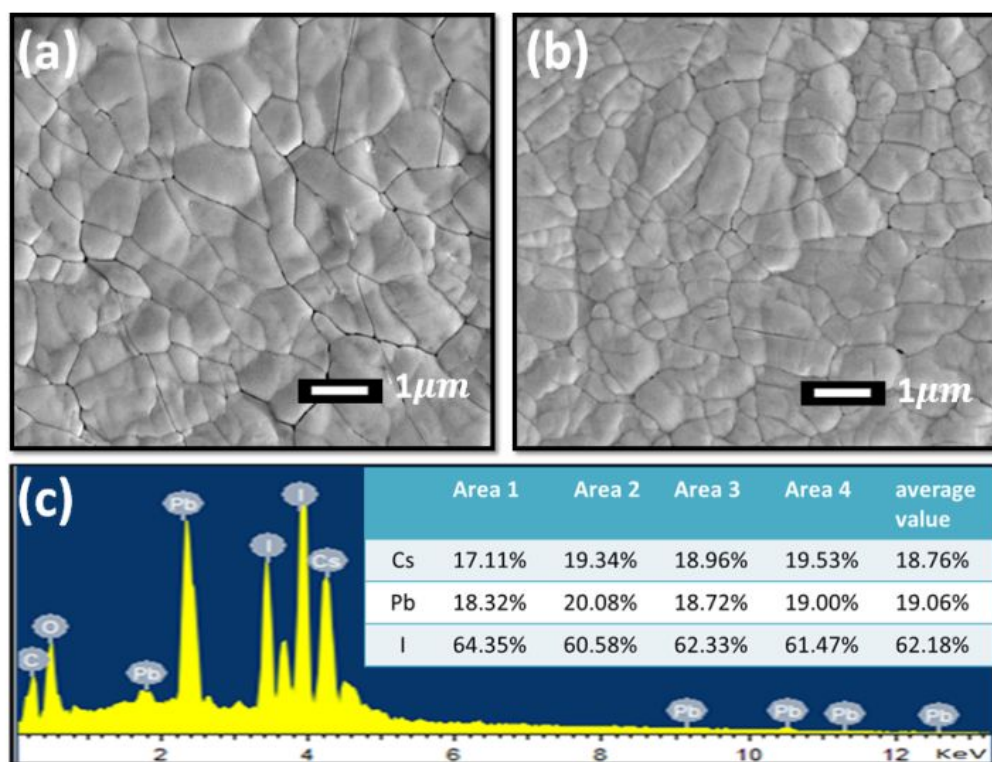 (a)
1μm
(b)
1μm
(c)
Area 1 Area 2 Area 3 Area 4 average value
Cs 17.11% 19.34% 18.96% 19.53% 18.76%
Pb 18.32% 20.08% 18.72% 19.00% 19.06%
I 64.35% 60.58% 62.33% 61.47% 62.18%
C
O
Pb
Pb
I
I
Cs
Pb
Pb
Pb
Pb
2 4 6 8 10 12 KeV